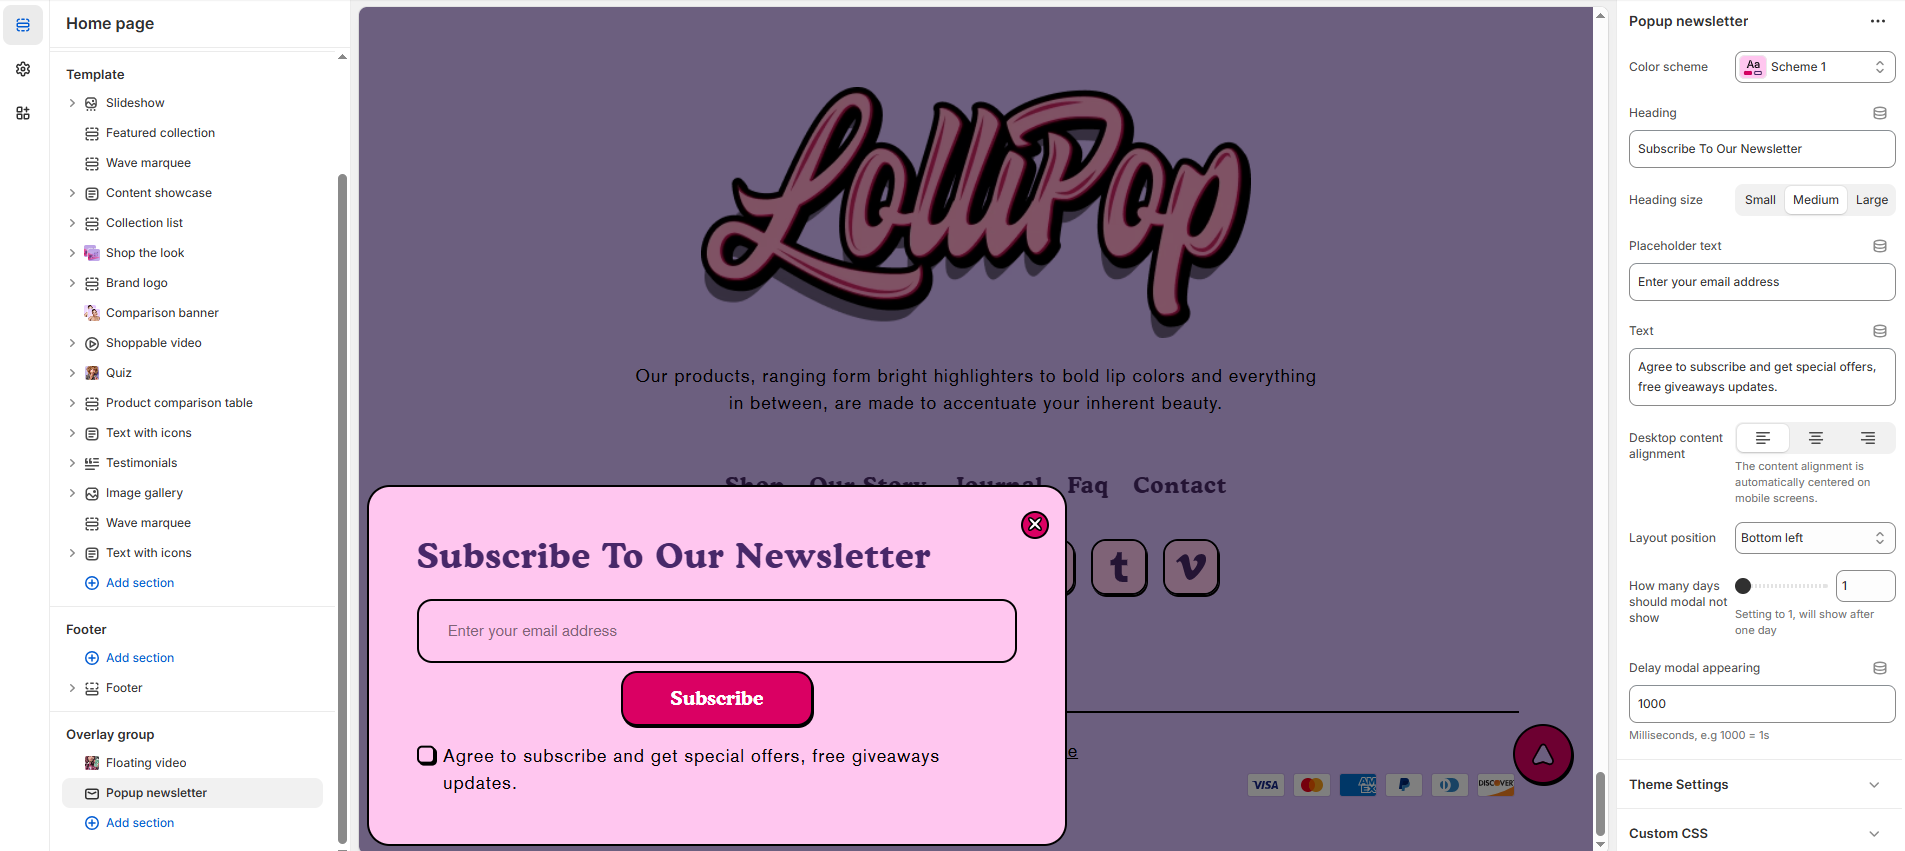 Home page
Template
Slideshow
Featured collection
Wave marquee
Content showcase
Collection list
Shop the look
Brand logo
Comparison banner
Shoppable video
Quiz
Product comparison table
Text with icons
Testimonials
Image gallery
Wave marquee
Text with icons
Add section
Footer
Add section
Footer
Overlay group
Floating video
Popup newsletter
Add section
LolliPop
Our products, ranging form bright highlighters to bold lip colors and everything
in between, are made to accentuate your inherent beauty.
Shop Our Story Journal Faq Contact
t v
Subscribe To Our Newsletter
Enter your email address
Subscribe
Agree to subscribe and get special offers, free giveaways
updates.
VISA
AM
EX
DISCOVER
Popup newsletter
Color scheme
Aa Scheme 1
Heading
Subscribe To Our Newsletter
Heading size
Small Medium Large
Placeholder text
Enter your email address
Text
Agree to subscribe and get special offers,
free giveaways updates.
Desktop content
alignment
The content alignment is
automatically centered on
mobile screens.
Layout position
Bottom left
How many days
should modal not
show
1
Setting to 1, will show after
one day
Delay modal appearing
1000
Milliseconds, e.g 1000 = 1s
Theme Settings
Custom CSS